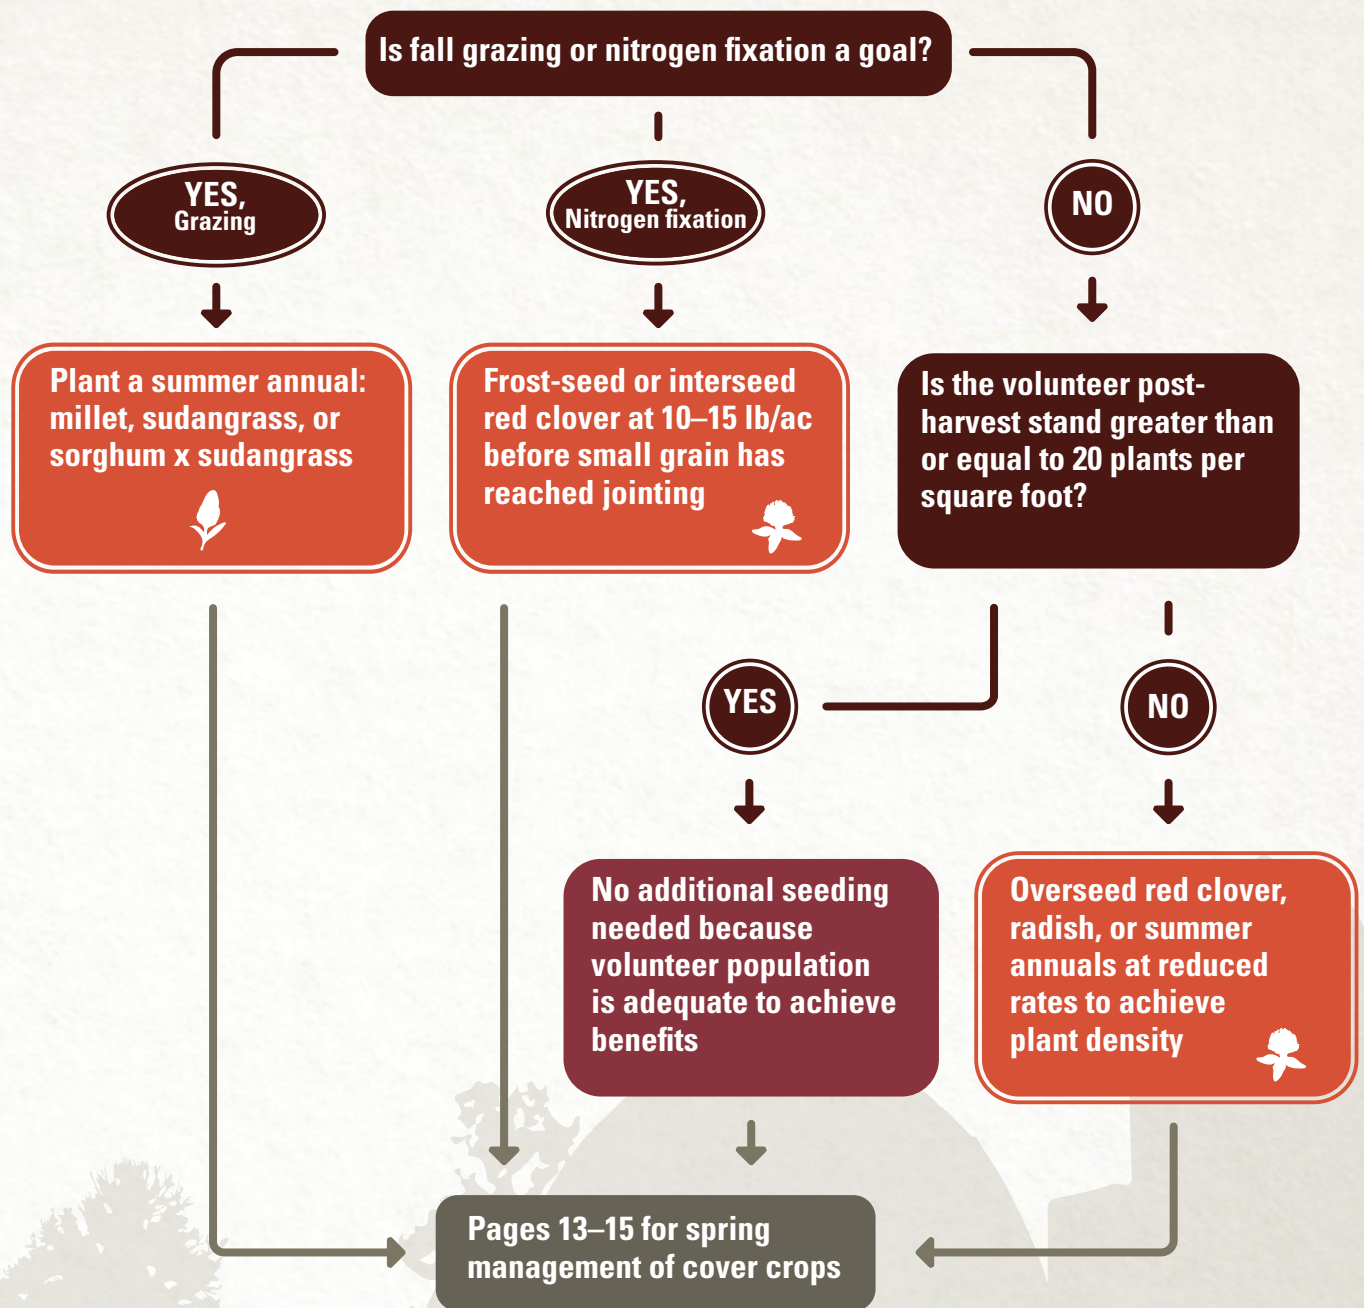 Is fall grazing or nitrogen fixation a goal?
YES,
Grazing
YES,
Nitrogen fixation
NO
Plant a summer annual:
millet, sudangrass, or
sorghum x sudangrass
Frost-seed or interseed
red clover at 10–15 lb/ac
before small grain has
reached jointing
Is the volunteer post-
harvest stand greater than
or equal to 20 plants per
square foot?
YES
NO
No additional seeding
needed because
volunteer population
is adequate to achieve
benefits
Overseed red clover,
radish, or summer
annuals at reduced
rates to achieve
plant density
Pages 13–15 for spring
management of cover crops